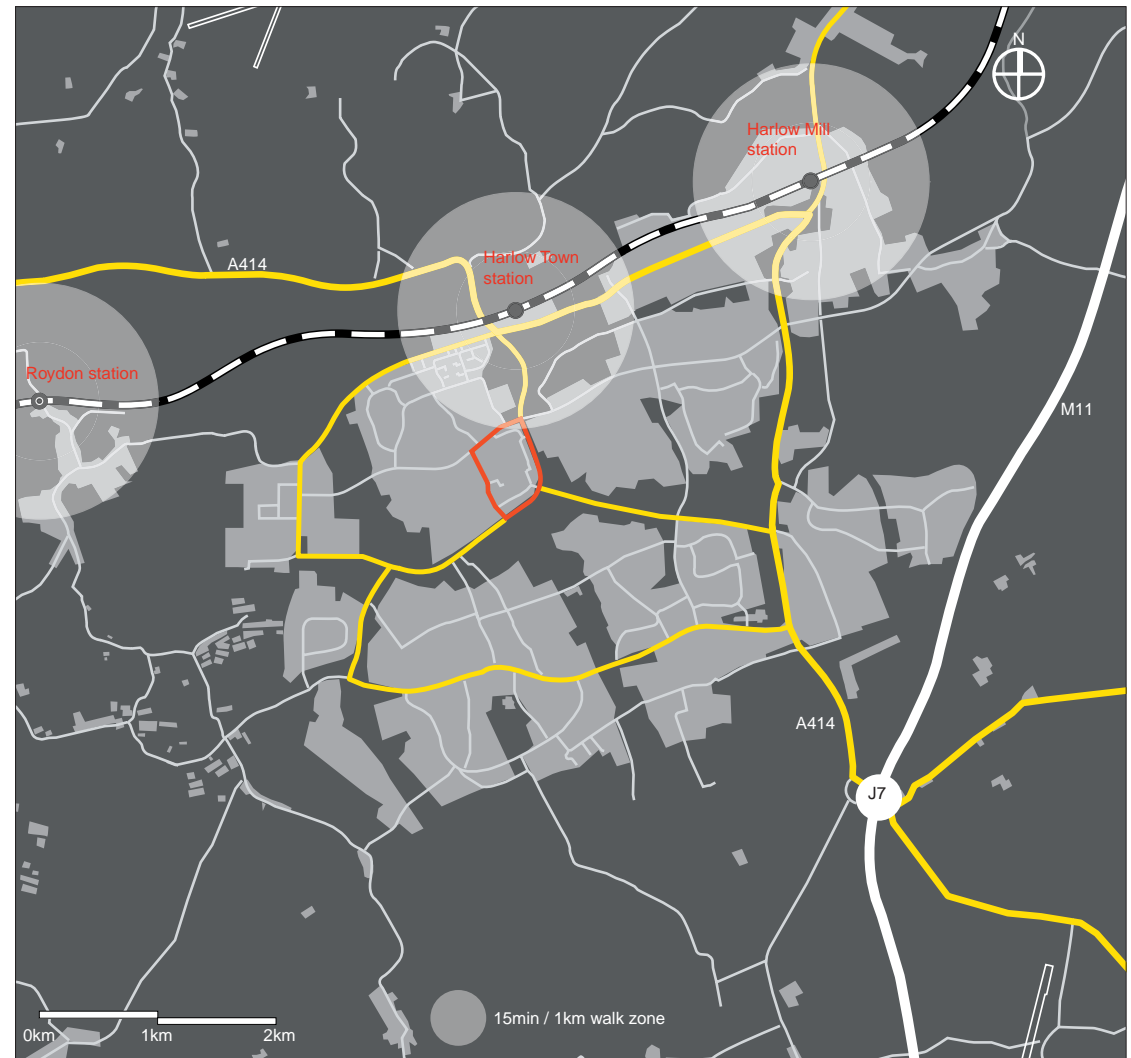 N
Harlow Mill
station
Harlow Town
station
A414
Roydon station
M11
A414
J7
15min / 1km walk zone
0km 1km 2km